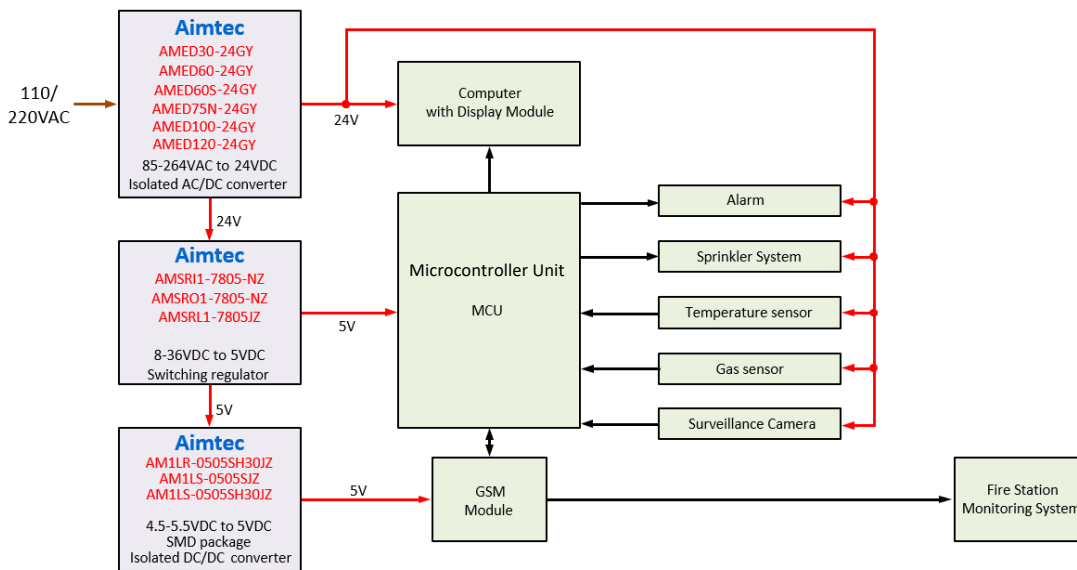 Aimtec
AMED30-24GY
AMED60-24GY
AMED60S-24GY
AMED75N-24GY
AMED100-24GY
AMED120-24GY
85-264VAC to 24VDC
Isolated AC/DC converter
110/
220VAC
24V
Computer
with Display Module
24V
Aimtec
AMSRI1-7805-NZ
AMSRO1-7805-NZ
AMSRL1-7805JZ
8-36VDC to 5VDC
Switching regulator
5V
Microcontroller Unit
MCU
Alarm
Sprinkler System
Temperature sensor
Gas sensor
Surveillance Camera
5V
Aimtec
AM1LR-0505SH30JZ
AM1LS-0505SJZ
AM1LS-0505SH30JZ
4.5-5.5VDC to 5VDC
SMD package
Isolated DC/DC converter
5V
GSM
Module
Fire Station
Monitoring System